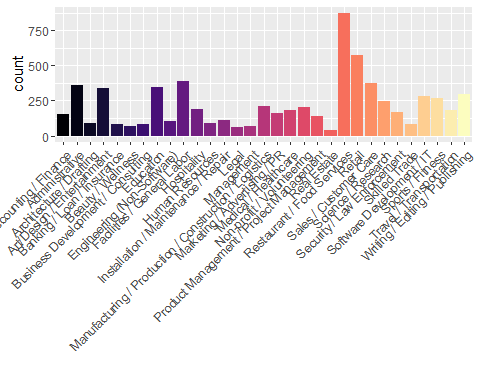 count
750
500
250
0
counting / Finance
Administrative
Architecture / Drafting
Art/ Design / Entertainment
Banking / Loan / Insurance
Beauty / Wellness
Business Development / Consulting
Education
Engineering (Non-Software)
Facilities / General Labor
Hospitality
Human Resources
Installation / Maintenance / Repair
Legal
Management
Manufacturing / Production / Construction / Logistics
Marketing / Advertising / PR
Medical / Healthcare
Non-Profit / Volunteering
Product Management / Project Management
Real Estate
Restaurant / Food Services
Retail
Sales / Customer Care
Science / Research
Security / Law Enforcement
Skilled Trade
Software Development / IT
Sports / Fitness
Travel / Transportation
Writing / Editing / Publishing